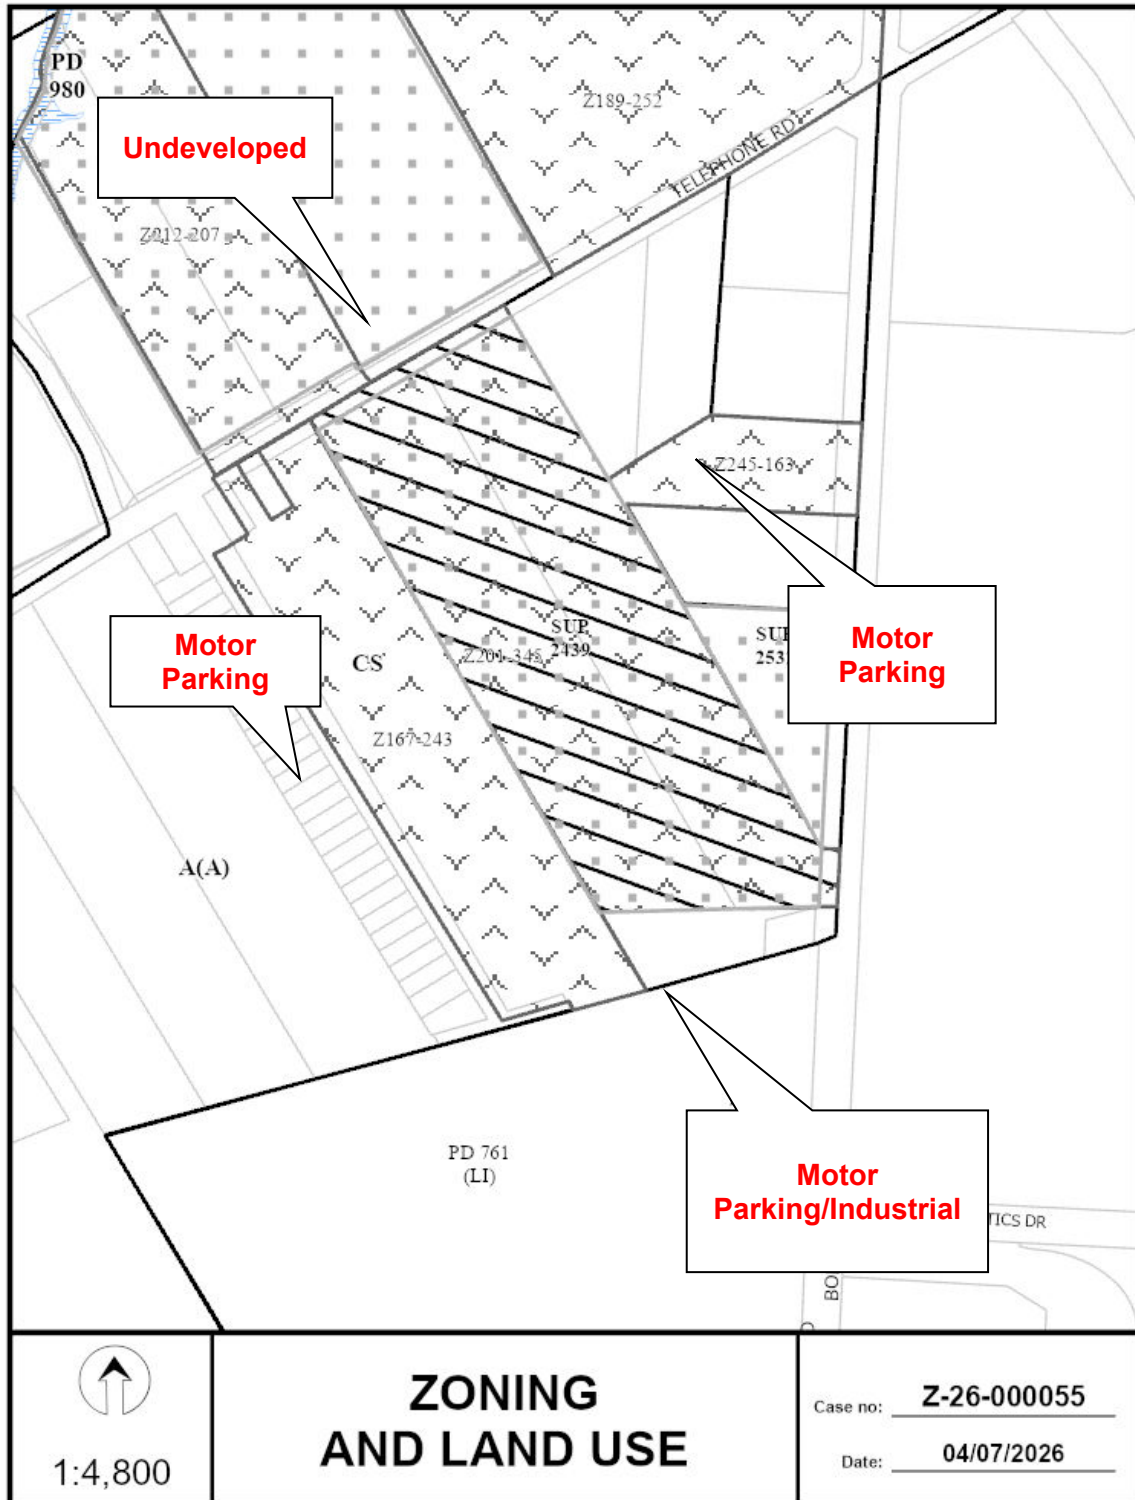 PD
980
Z189-252
Undeveloped
TELEPHONE RD
Z212-207
Z245-163
Motor
Parking
SUP
2439
Z201-345
CS
Motor
Parking
Z167-243
A(A)
PD 761
(LI)
Motor
Parking/Industrial
1:4,800
ZONING
AND LAND USE
Case no: Z-26-000055
Date: 04/07/2026